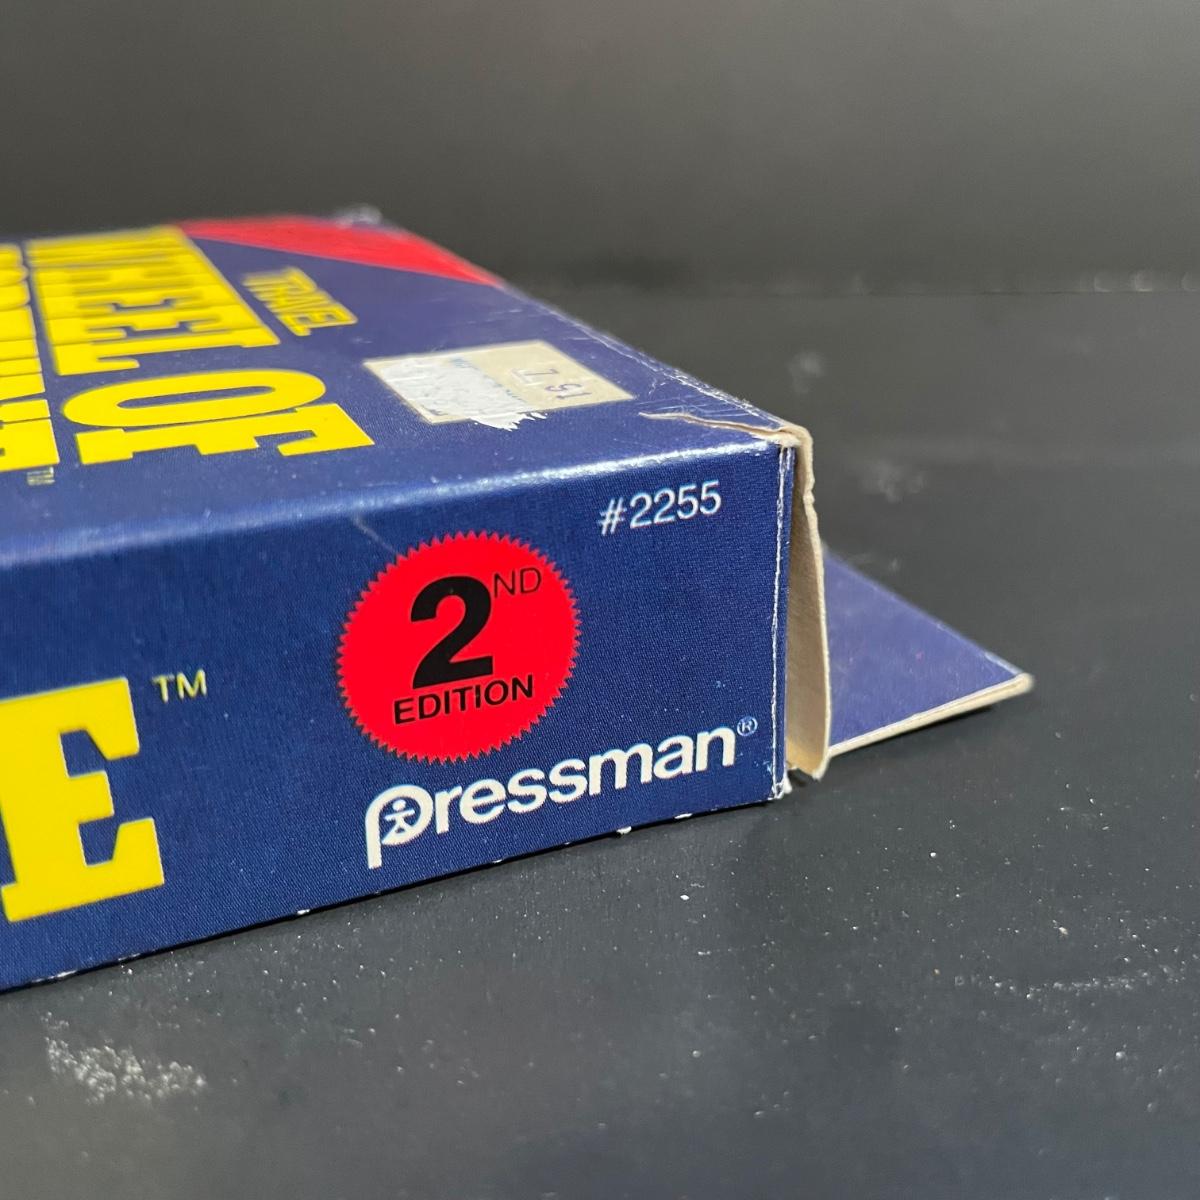 TRAVEL
WHEEL OF
TM
#2255
2ND
EDITION
E TM
pressman®